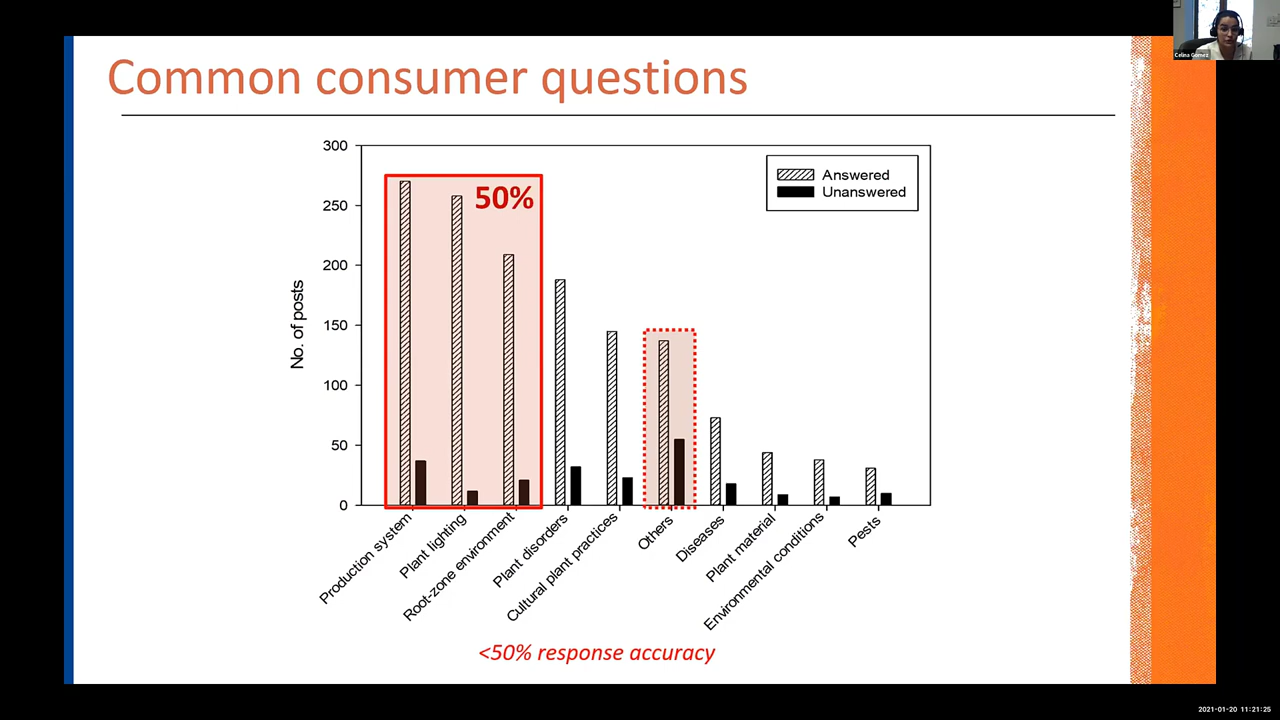 Common consumer questions
Celina Gomez
300
250
200
150
100
50
0
No. of posts
50%
Answered
Unanswered
Production system
Plant lighting
Root-zone environment
Plant disorders
Cultural plant practices
Others
Diseases
Plant material
Environmental conditions
Pests
<50% response accuracy
2021-01-20 11:21:25